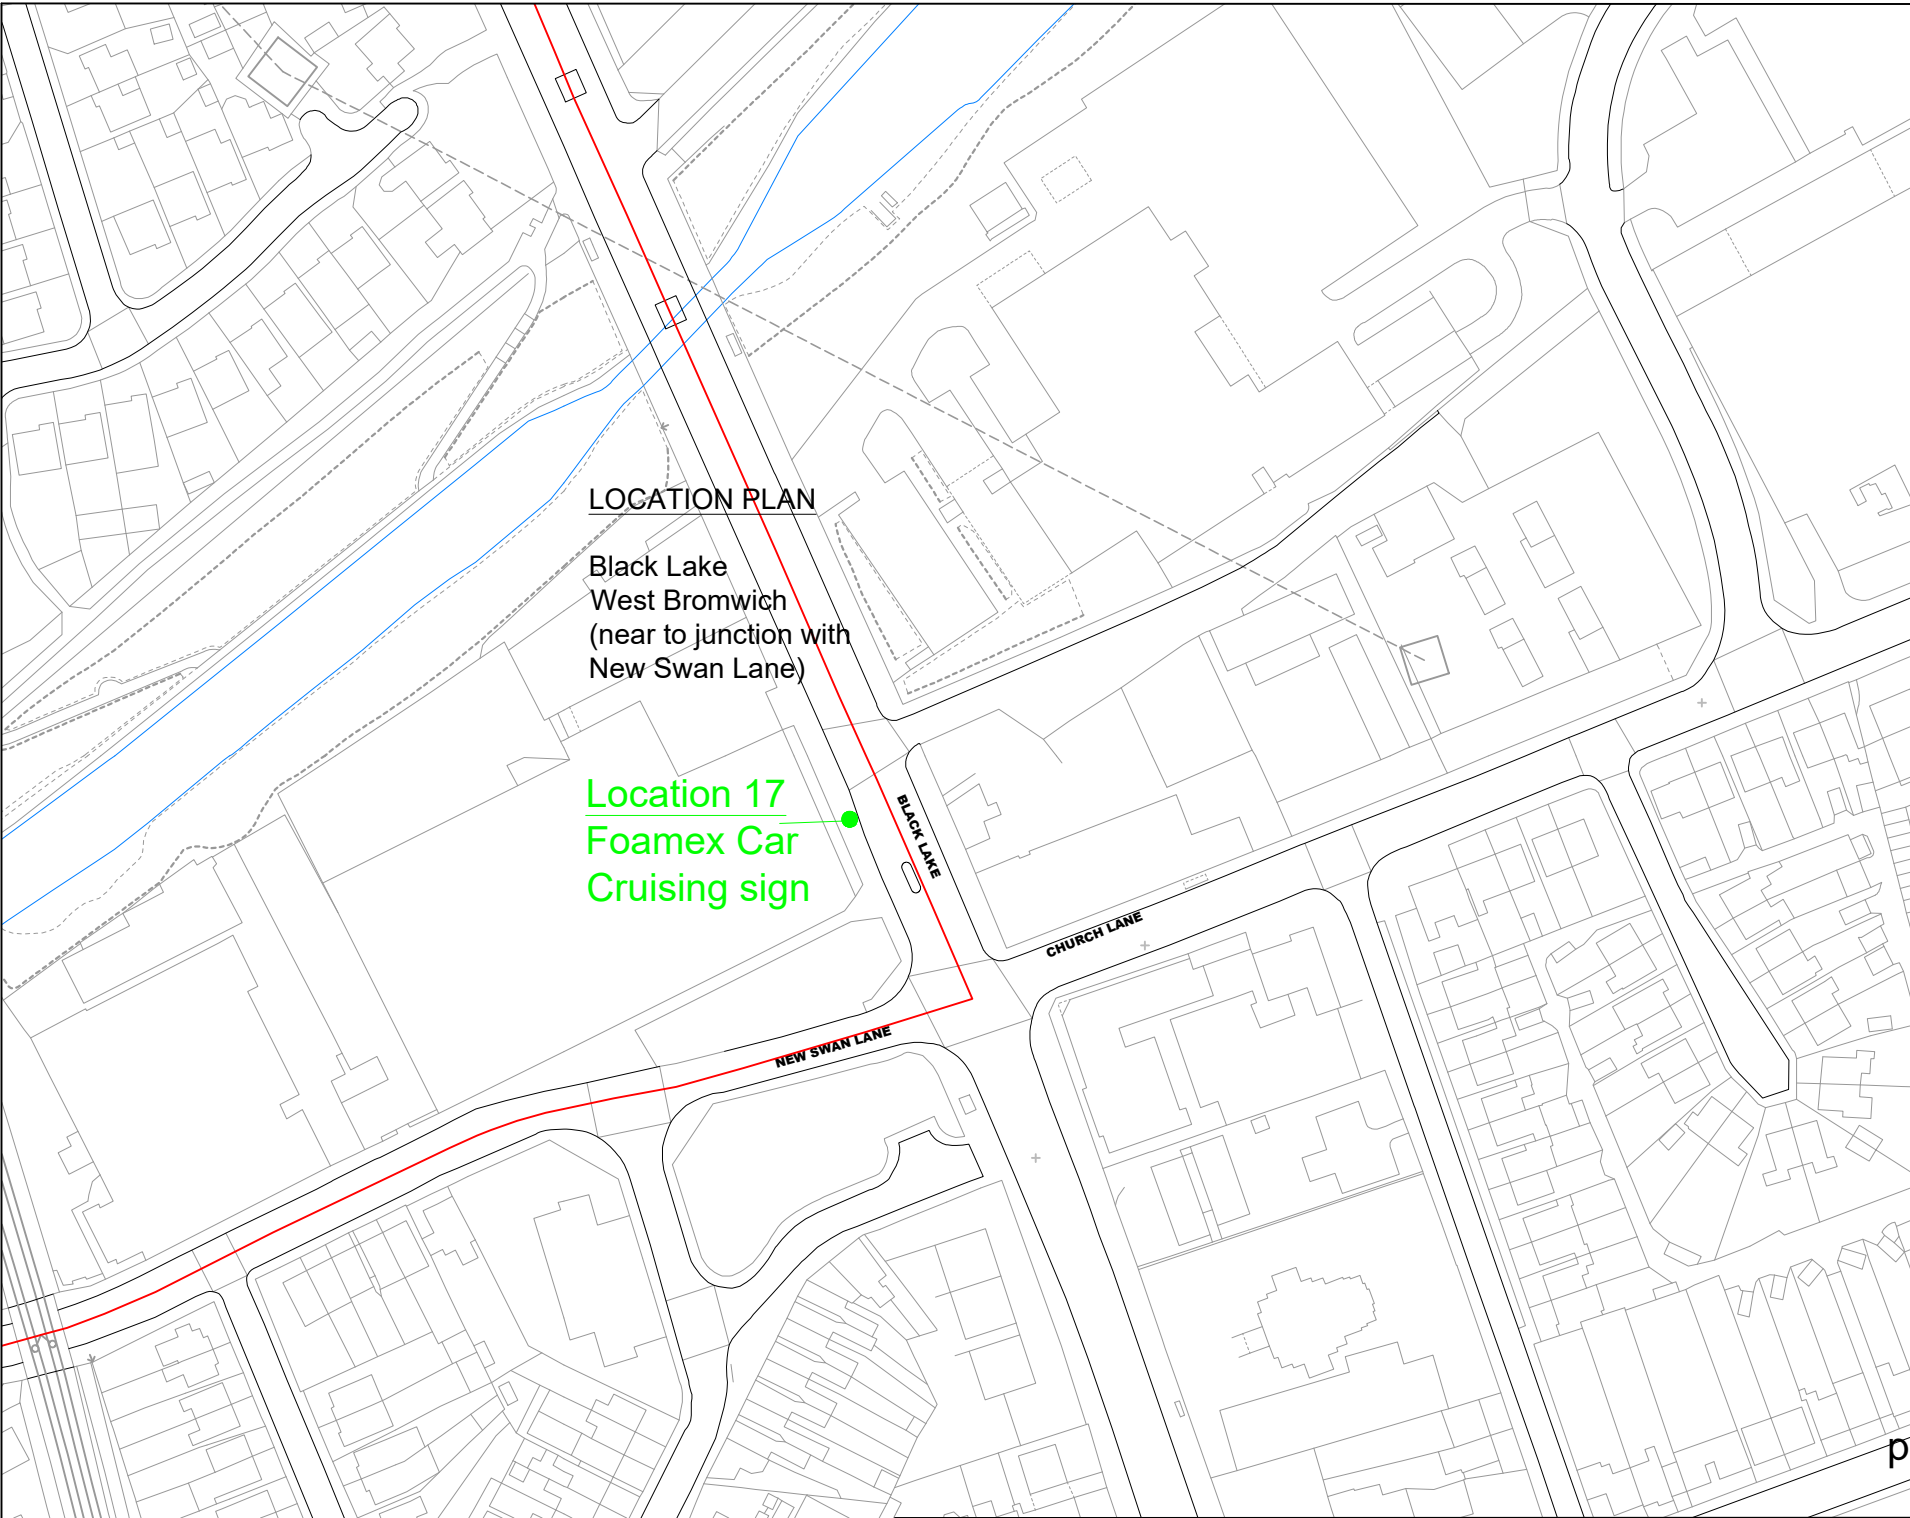 LOCATION PLAN
Black Lake
West Bromwich
(near to junction with
New Swan Lane)
Location 17
Foamex Car
Cruising sign
BLACK LAKE
CHURCH LANE
NEW SWAN LANE
p